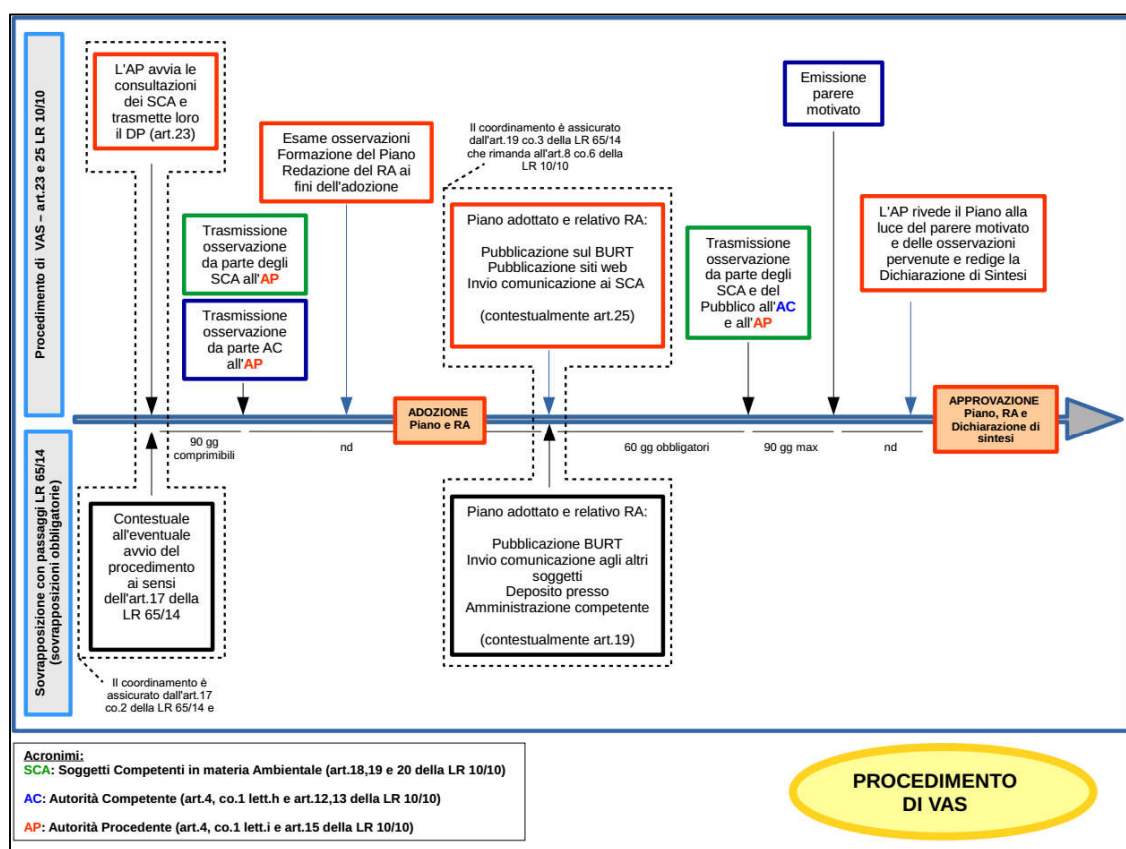 Procedimento di VAS – art.23 e 25 LR 10/10
L'AP avvia le
consultazioni
dei SCA e
trasmette loro
il DP (art.23)
Trasmissione
osservazione
da parte degli
SCA all'AP
Trasmissione
osservazione
da parte AC
all'AP
Esame osservazioni
Formazione del Piano
Redazione del RA ai
fini dell'adozione
Il coordinamento è assicurato
dall'art.19 co.3 della LR 65/14
che rimanda all'art.8 co.6 della
LR 10/10
Piano adottato e relativo RA:
Pubblicazione sul BURT
Pubblicazione siti web
Invio comunicazione ai SCA
(contestualmente art.25)
Trasmissione
osservazione
da parte degli
SCA e del
Pubblico all'AC
e all'AP
Emissione
parere
motivato
L'AP rivede il Piano alla
luce del parere motivato
e delle osservazioni
pervenute e redige la
Dichiarazione di Sintesi
ADOZIONE
Piano e RA
APPROVAZIONE
Piano, RA e
Dichiarazione di
sintesi
90 gg
comprimibili
nd
60 gg obbligatori
90 gg max
nd
Sovrapposizione con passaggi LR 65/14
(sovrapposizioni obbligatorie)
Contestuale
all'eventuale
avvio del
procedimento
ai sensi
dell'art.17 della
LR 65/14
Il coordinamento è
assicurato dall'art.17
co.2 della LR 65/14 e
Piano adottato e relativo RA:
Pubblicazione BURT
Invio comunicazione agli altri
soggetti
Deposito presso
Amministrazione competente
(contestualmente art.19)
Acronimi:
SCA: Soggetti Competenti in materia Ambientale (art.18,19 e 20 della LR 10/10)
AC: Autorità Competente (art.4, co.1 lett.h e art.12,13 della LR 10/10)
AP: Autorità Procedente (art.4, co.1 lett.i e art.15 della LR 10/10)
PROCEDIMENTO
DI VAS